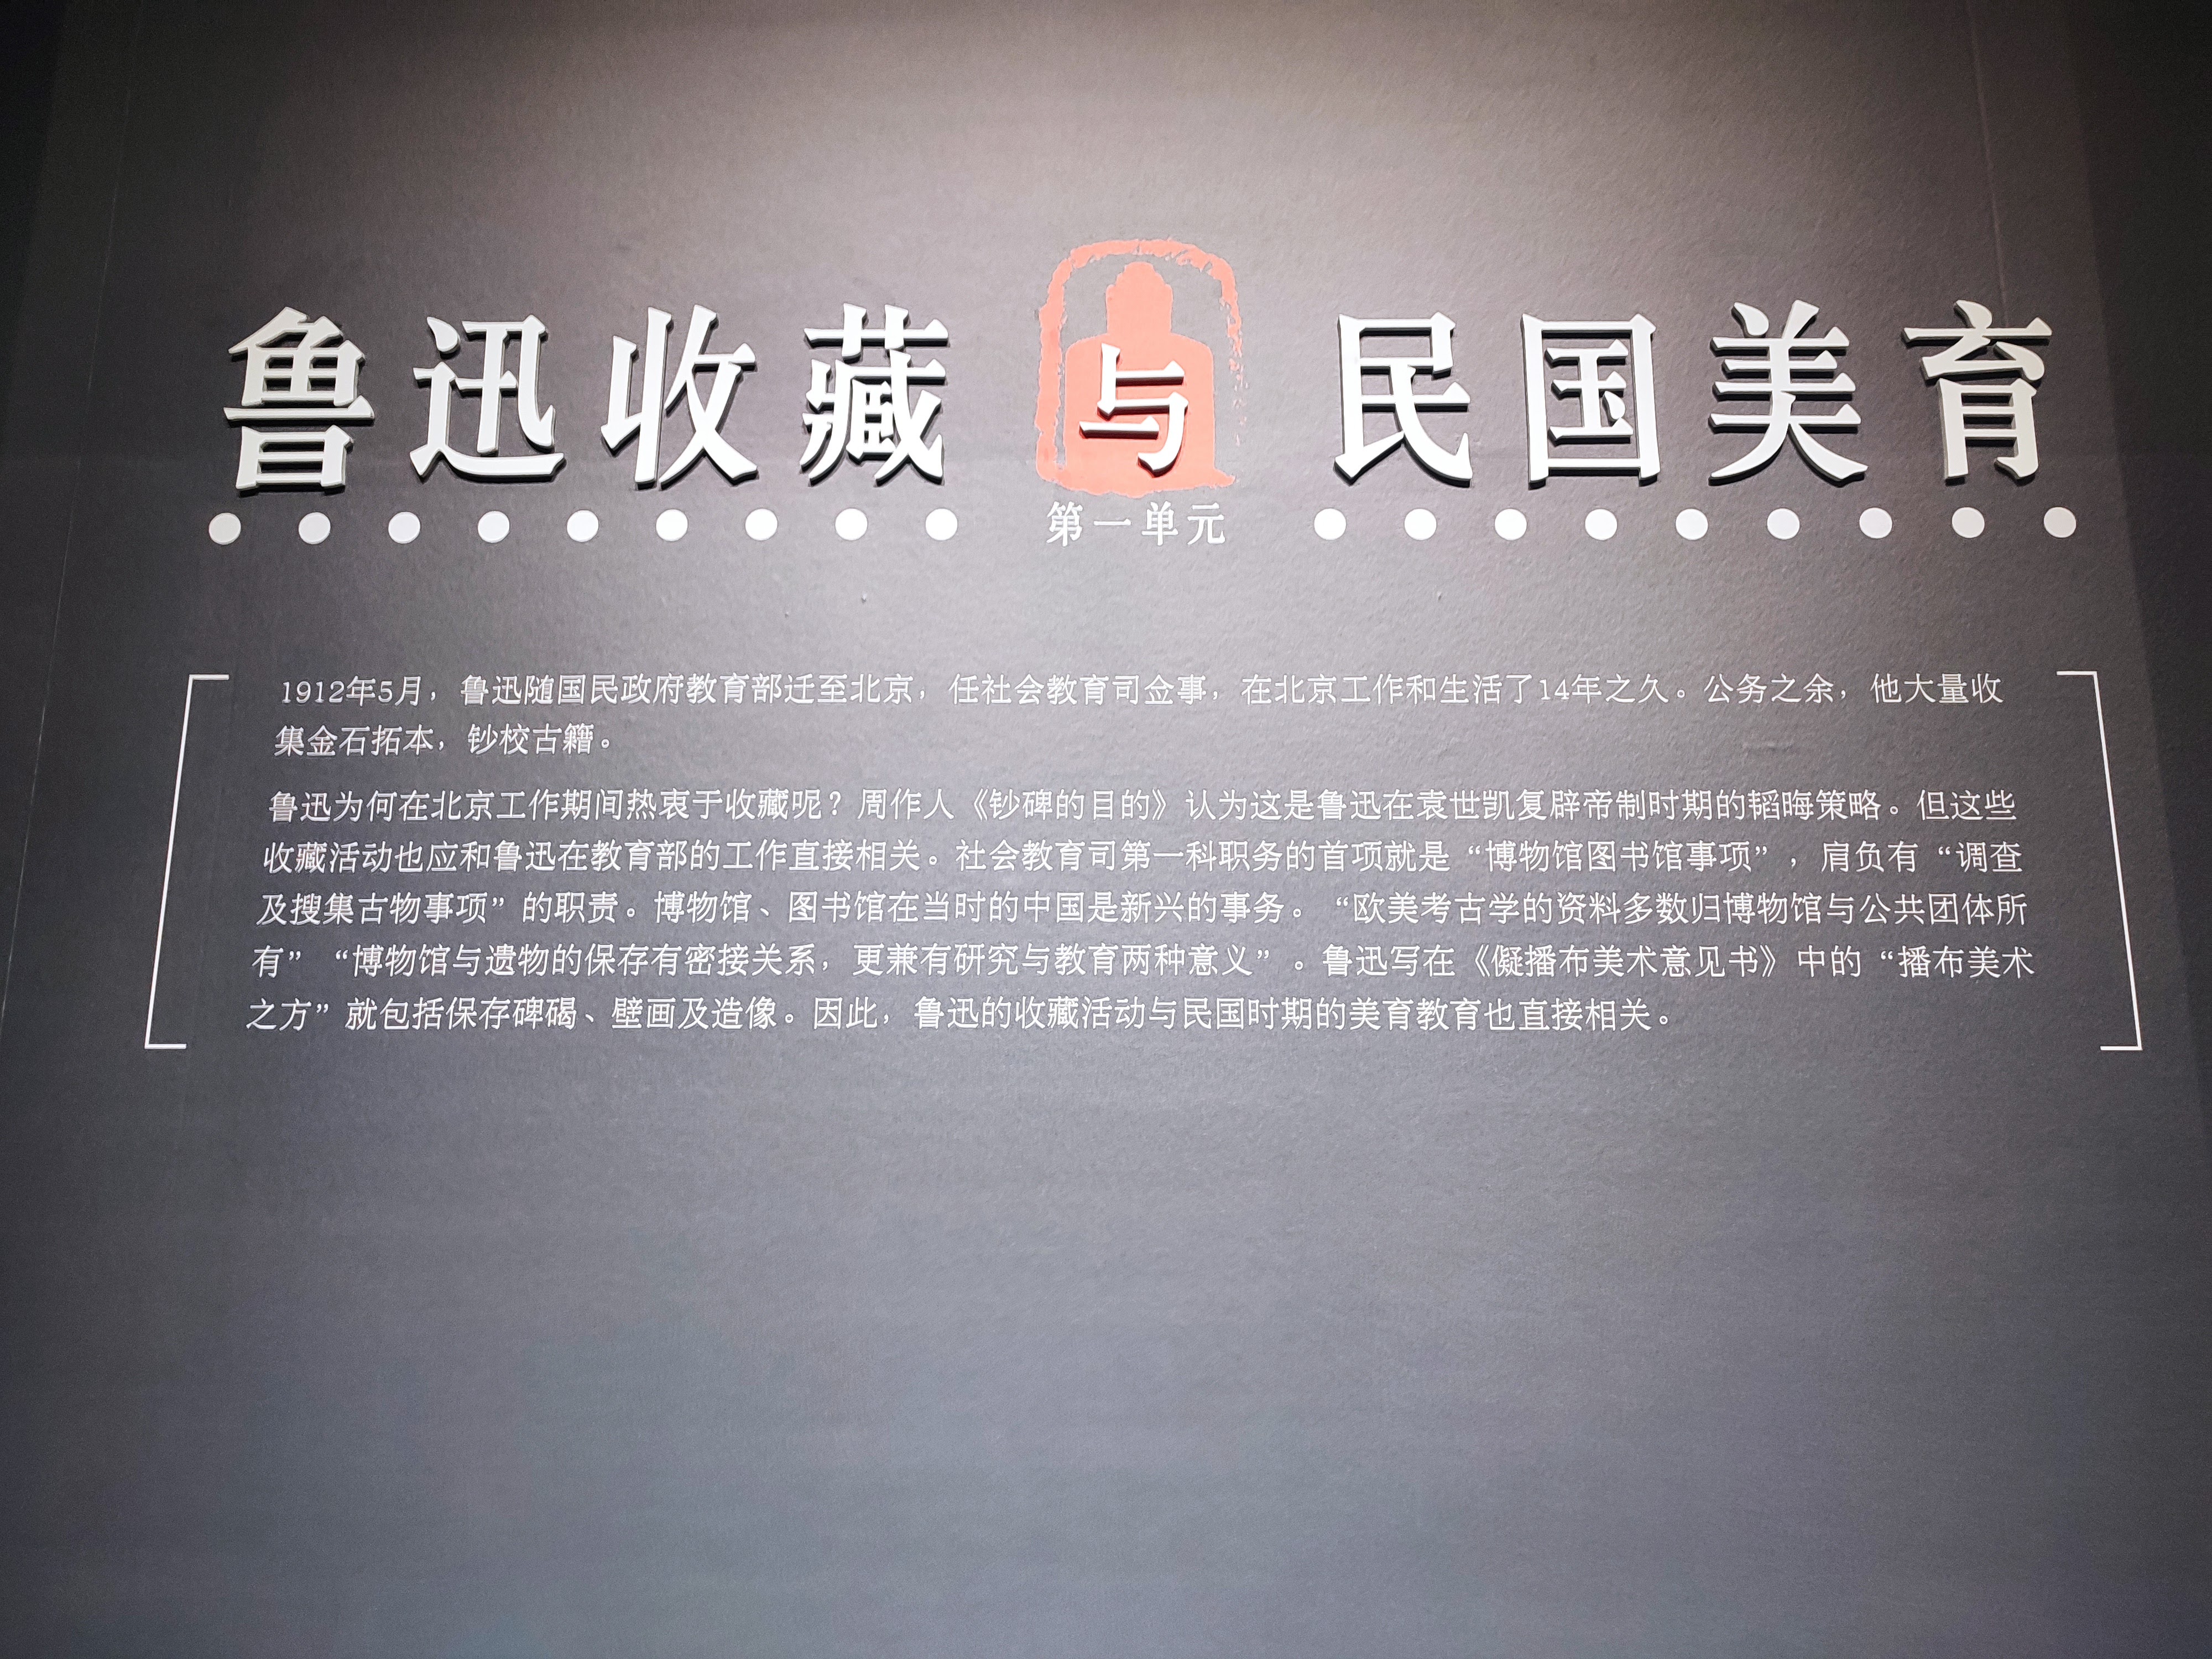 鲁迅收藏与民国美育
第一单元
1912年5月，鲁迅随国民政府教育部迁至北京，任社会教育司佥事，在北京工作和生活了14年之久。公务之余，他大量收
集金石拓本，钞校古籍。
鲁迅为何在北京工作期间热衷于收藏呢？周作人《钞碑的目的》认为这是鲁迅在袁世凯复辟帝制时期的韬晦策略。但这些
收藏活动也应和鲁迅在教育部的工作直接相关。社会教育司第一科职务的首项就是“博物馆图书馆事项”，肩负有“调查
及搜集古物事项”的职责。博物馆、图书馆在当时的中国是新兴的事务。“欧美考古学的资料多数归博物馆与公共团体所
有”“博物馆与遗物的保存有密接关系，更兼有研究与教育两种意义”。鲁迅写在《儗播布美术意见书》中的“播布美术
之方”就包括保存碑碣、壁画及造像。因此，鲁迅的收藏活动与民国时期的美育教育也直接相关。